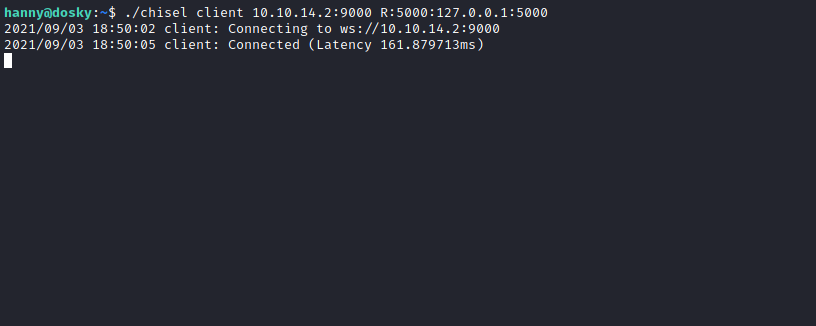 hanny@dosky:~$ ./chisel client 10.10.14.2:9000 R:5000:127.0.0.1:5000
2021/09/03 18:50:02 client: Connecting to ws://10.10.14.2:9000
2021/09/03 18:50:05 client: Connected (Latency 161.879713ms)